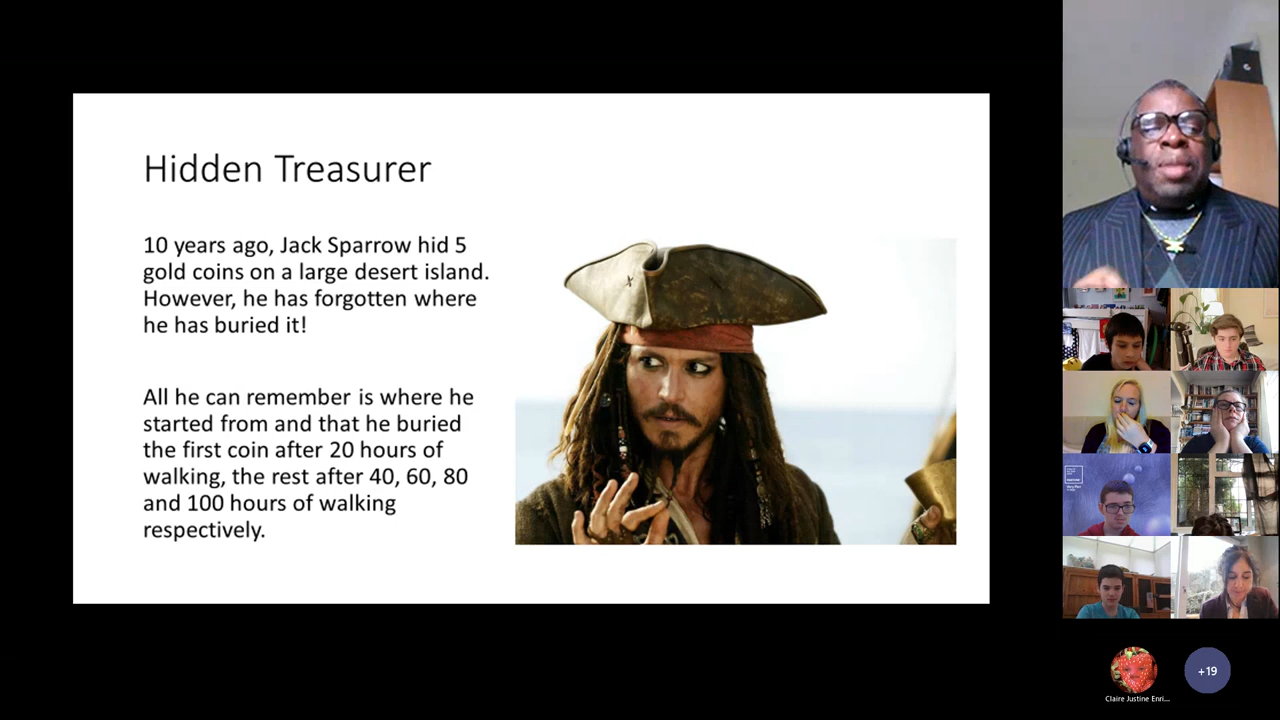 Hidden Treasurer
10 years ago, Jack Sparrow hid 5
gold coins on a large desert island.
However, he has forgotten where
he has buried it!
All he can remember is where he
started from and that he buried
the first coin after 20 hours of
walking, the rest after 40, 60, 80
and 100 hours of walking
respectively.
+19
Claire Justine Enri...